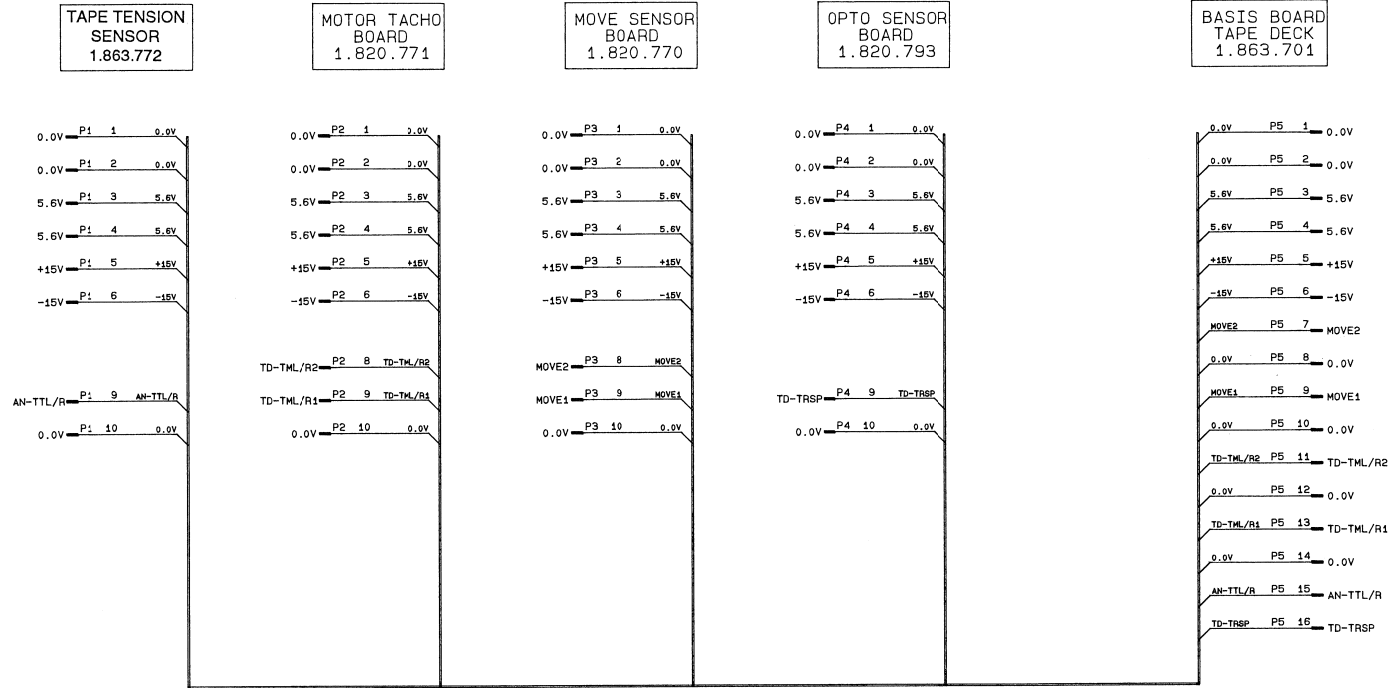 TAPE TENSION
SENSOR
1.863.772
MOTOR TACHO
BOARD
1.820.771
MOVE SENSOR
BOARD
1.820.770
OPTO SENSOR
BOARD
1.820.793
BASIS BOARD
TAPE DECK
1.863.701
0.0V P1 1 0.0V
0.0V P1 2 0.0V
5.6V P1 3 5.6V
5.6V P1 4 5.6V
+15V P1 5 +15V
-15V P1 6 -15V
AN-TTL/R P1 9 AN-TTL/R
0.0V P1 10 0.0V
0.0V P2 1 0.0V
0.0V P2 2 0.0V
5.6V P2 3 5.6V
5.6V P2 4 5.6V
+15V P2 5 +15V
-15V P2 6 -15V
TD-TML/R2 P2 8 TD-TML/R2
TD-TML/R1 P2 9 TD-TML/R1
0.0V P2 10 0.0V
0.0V P3 1 0.0V
0.0V P3 2 0.0V
5.6V P3 3 5.6V
5.6V P3 4 5.6V
+15V P3 5 +15V
-15V P3 6 -15V
MOVE2 P3 8 MOVE2
MOVE1 P3 9 MOVE1
0.0V P3 10 0.0V
0.0V P4 1 0.0V
0.0V P4 2 0.0V
5.6V P4 3 5.6V
5.6V P4 4 5.6V
+15V P4 5 +15V
-15V P4 6 -15V
TD-TRSP P4 9 TD-TRSP
0.0V P4 10 0.0V
0.0V P5 1 0.0V
0.0V P5 2 0.0V
5.6V P5 3 5.6V
5.6V P5 4 5.6V
+15V P5 5 +15V
-15V P5 6 -15V
MOVE2 P5 7 MOVE2
0.0V P5 8 0.0V
MOVE1 P5 9 MOVE1
0.0V P5 10 0.0V
TD-TML/R2 P5 11 TD-TML/R2
0.0V P5 12 0.0V
TD-TML/R1 P5 13 TD-TML/R1
0.0V P5 14 0.0V
AN-TTL/R P5 15 AN-TTL/R
TD-TRSP P5 16 TD-TRSP